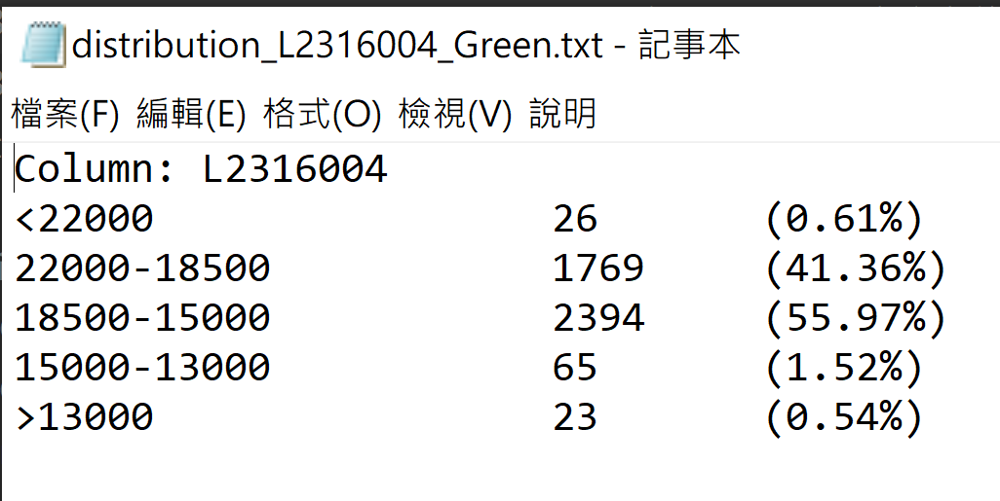 distribution_L2316004_Green.txt - 記事本
檔案(F) 編輯(E) 格式(O) 檢視(V) 說明
Column: L2316004
<22000 26 (0.61%)
22000-18500 1769 (41.36%)
18500-15000 2394 (55.97%)
15000-13000 65 (1.52%)
>13000 23 (0.54%)